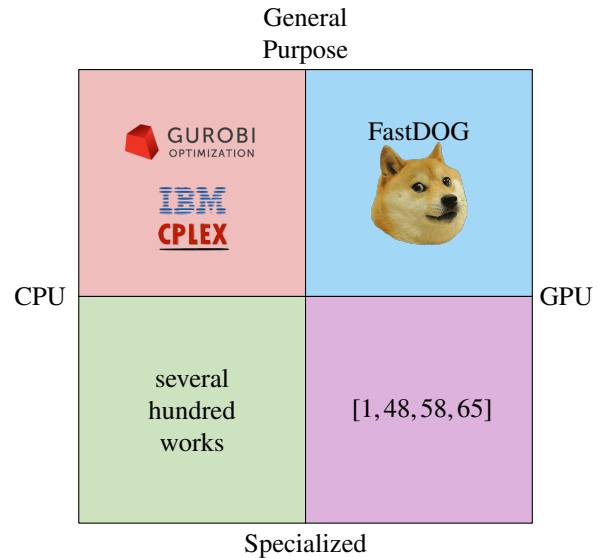 General
Purpose
GUROBI
OPTIMIZATION
IBM
CPLEX
FastDOG
CPU
GPU
several
hundred
works
[1, 48, 58, 65]
Specialized